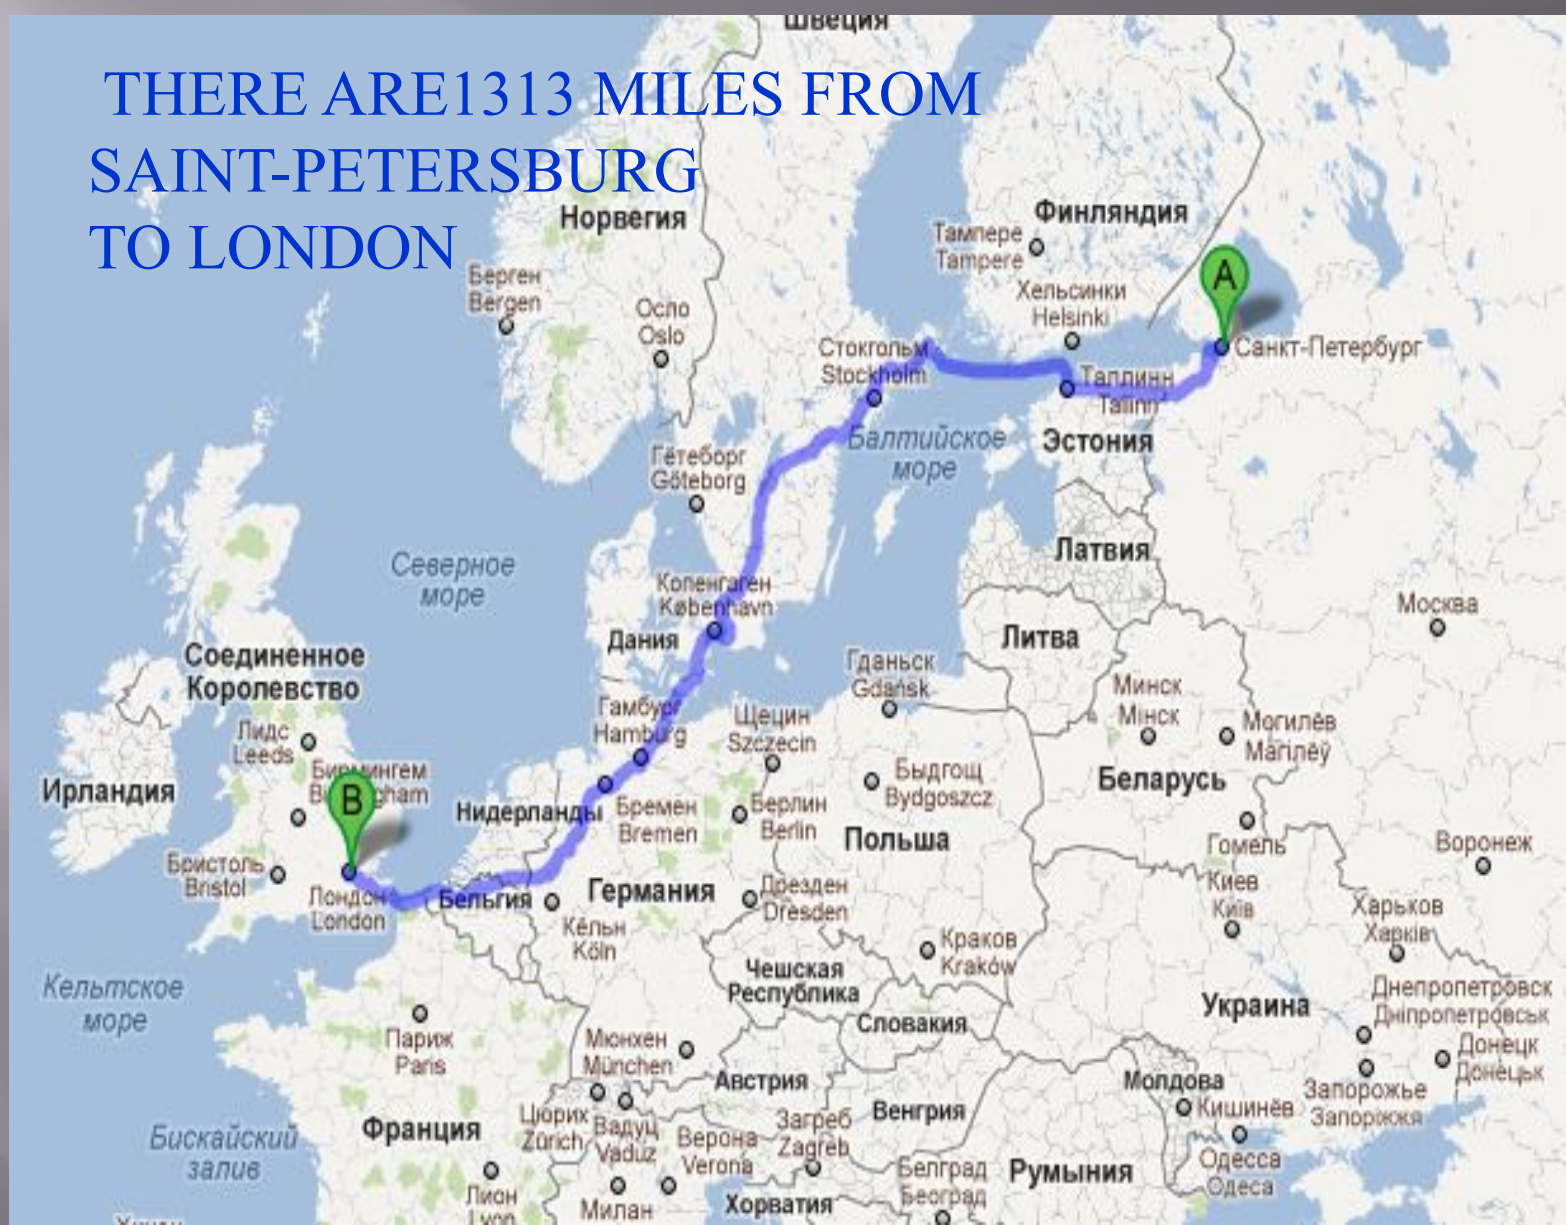 THERE ARE1313 MILES FROM
SAINT-PETERSBURG
TO LONDON
Швеция
Норвегия
Финляндия
Тампере
Tampere
Берген
Bergen
Хельсинки
Helsinki
Осло
Oslo
A
Стокгольм
Stockholm
Санкт-Петербург
Таллинн
Tallinn
Балтийское
море
Эстония
Гётеборг
Göteborg
Северное
море
Латвия
Копенгаген
København
Москва
Дания
Литва
Соединенное
Королевство
Гданьск
Gdańsk
Минск
Мінск
Гамбург
Hamburg
Щецин
Szczecin
Могилёв
Магілеў
Лидс
Leeds
Бирмингем
Birmingham
B
Ирландия
Нидерланды
Бремен
Bremen
Берлин
Berlin
Быдгощ
Bydgoszcz
Беларусь
Польша
Гомель
Воронеж
Бристоль
Bristol
Лондон
London
Бельгия
Германия
Дрезден
Dresden
Киев
Київ
Харьков
Харків
Кёльн
Köln
Краков
Kraków
Чешская
Республика
Кельтское
море
Украина
Днепропетровск
Дніпропетровськ
Словакия
Париж
Paris
Мюнхен
München
Донецк
Донецьк
Австрия
Молдова
Запорожье
Запоріжжя
Цюрих
Zürich
Вадуц
Vaduz
Загреб
Zagreb
Венгрия
Кишинёв
Франция
Бискайский
залив
Верона
Verona
Одесса
Одеса
Белград
Београд
Румыния
Лион
Lyon
Милан
Хорватия